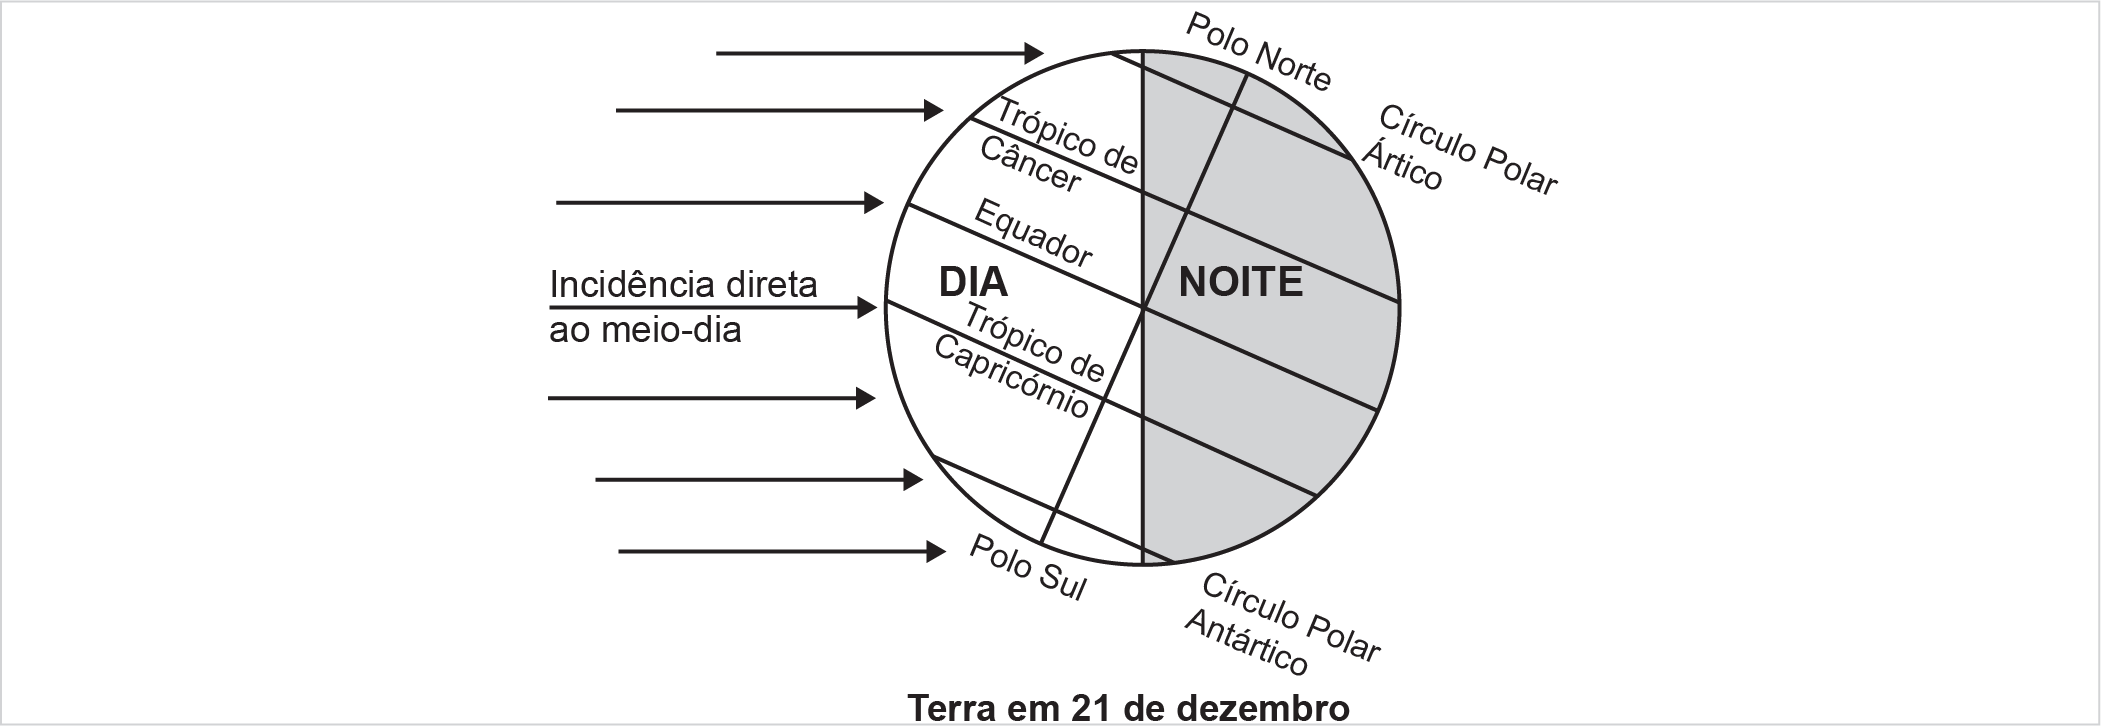 Polo Norte
Círculo Polar
Ártico
Trópico de
Câncer
Equador
DIA
NOITE
Incidência direta
ao meio-dia
Trópico de
Capricórnio
Polo Sul
Círculo Polar
Antártico
Terra em 21 de dezembro